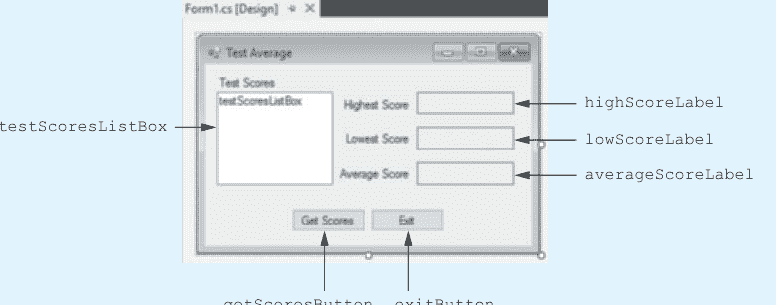 Form1.cs [Design]
Test Average
Test Scores
testScoresListBox
Highest Score
highScoreLabel
testScoresListBox
Lowest Score
lowScoreLabel
Average Score
averageScoreLabel
Get Scores
Exit
getScoresButton exitButton